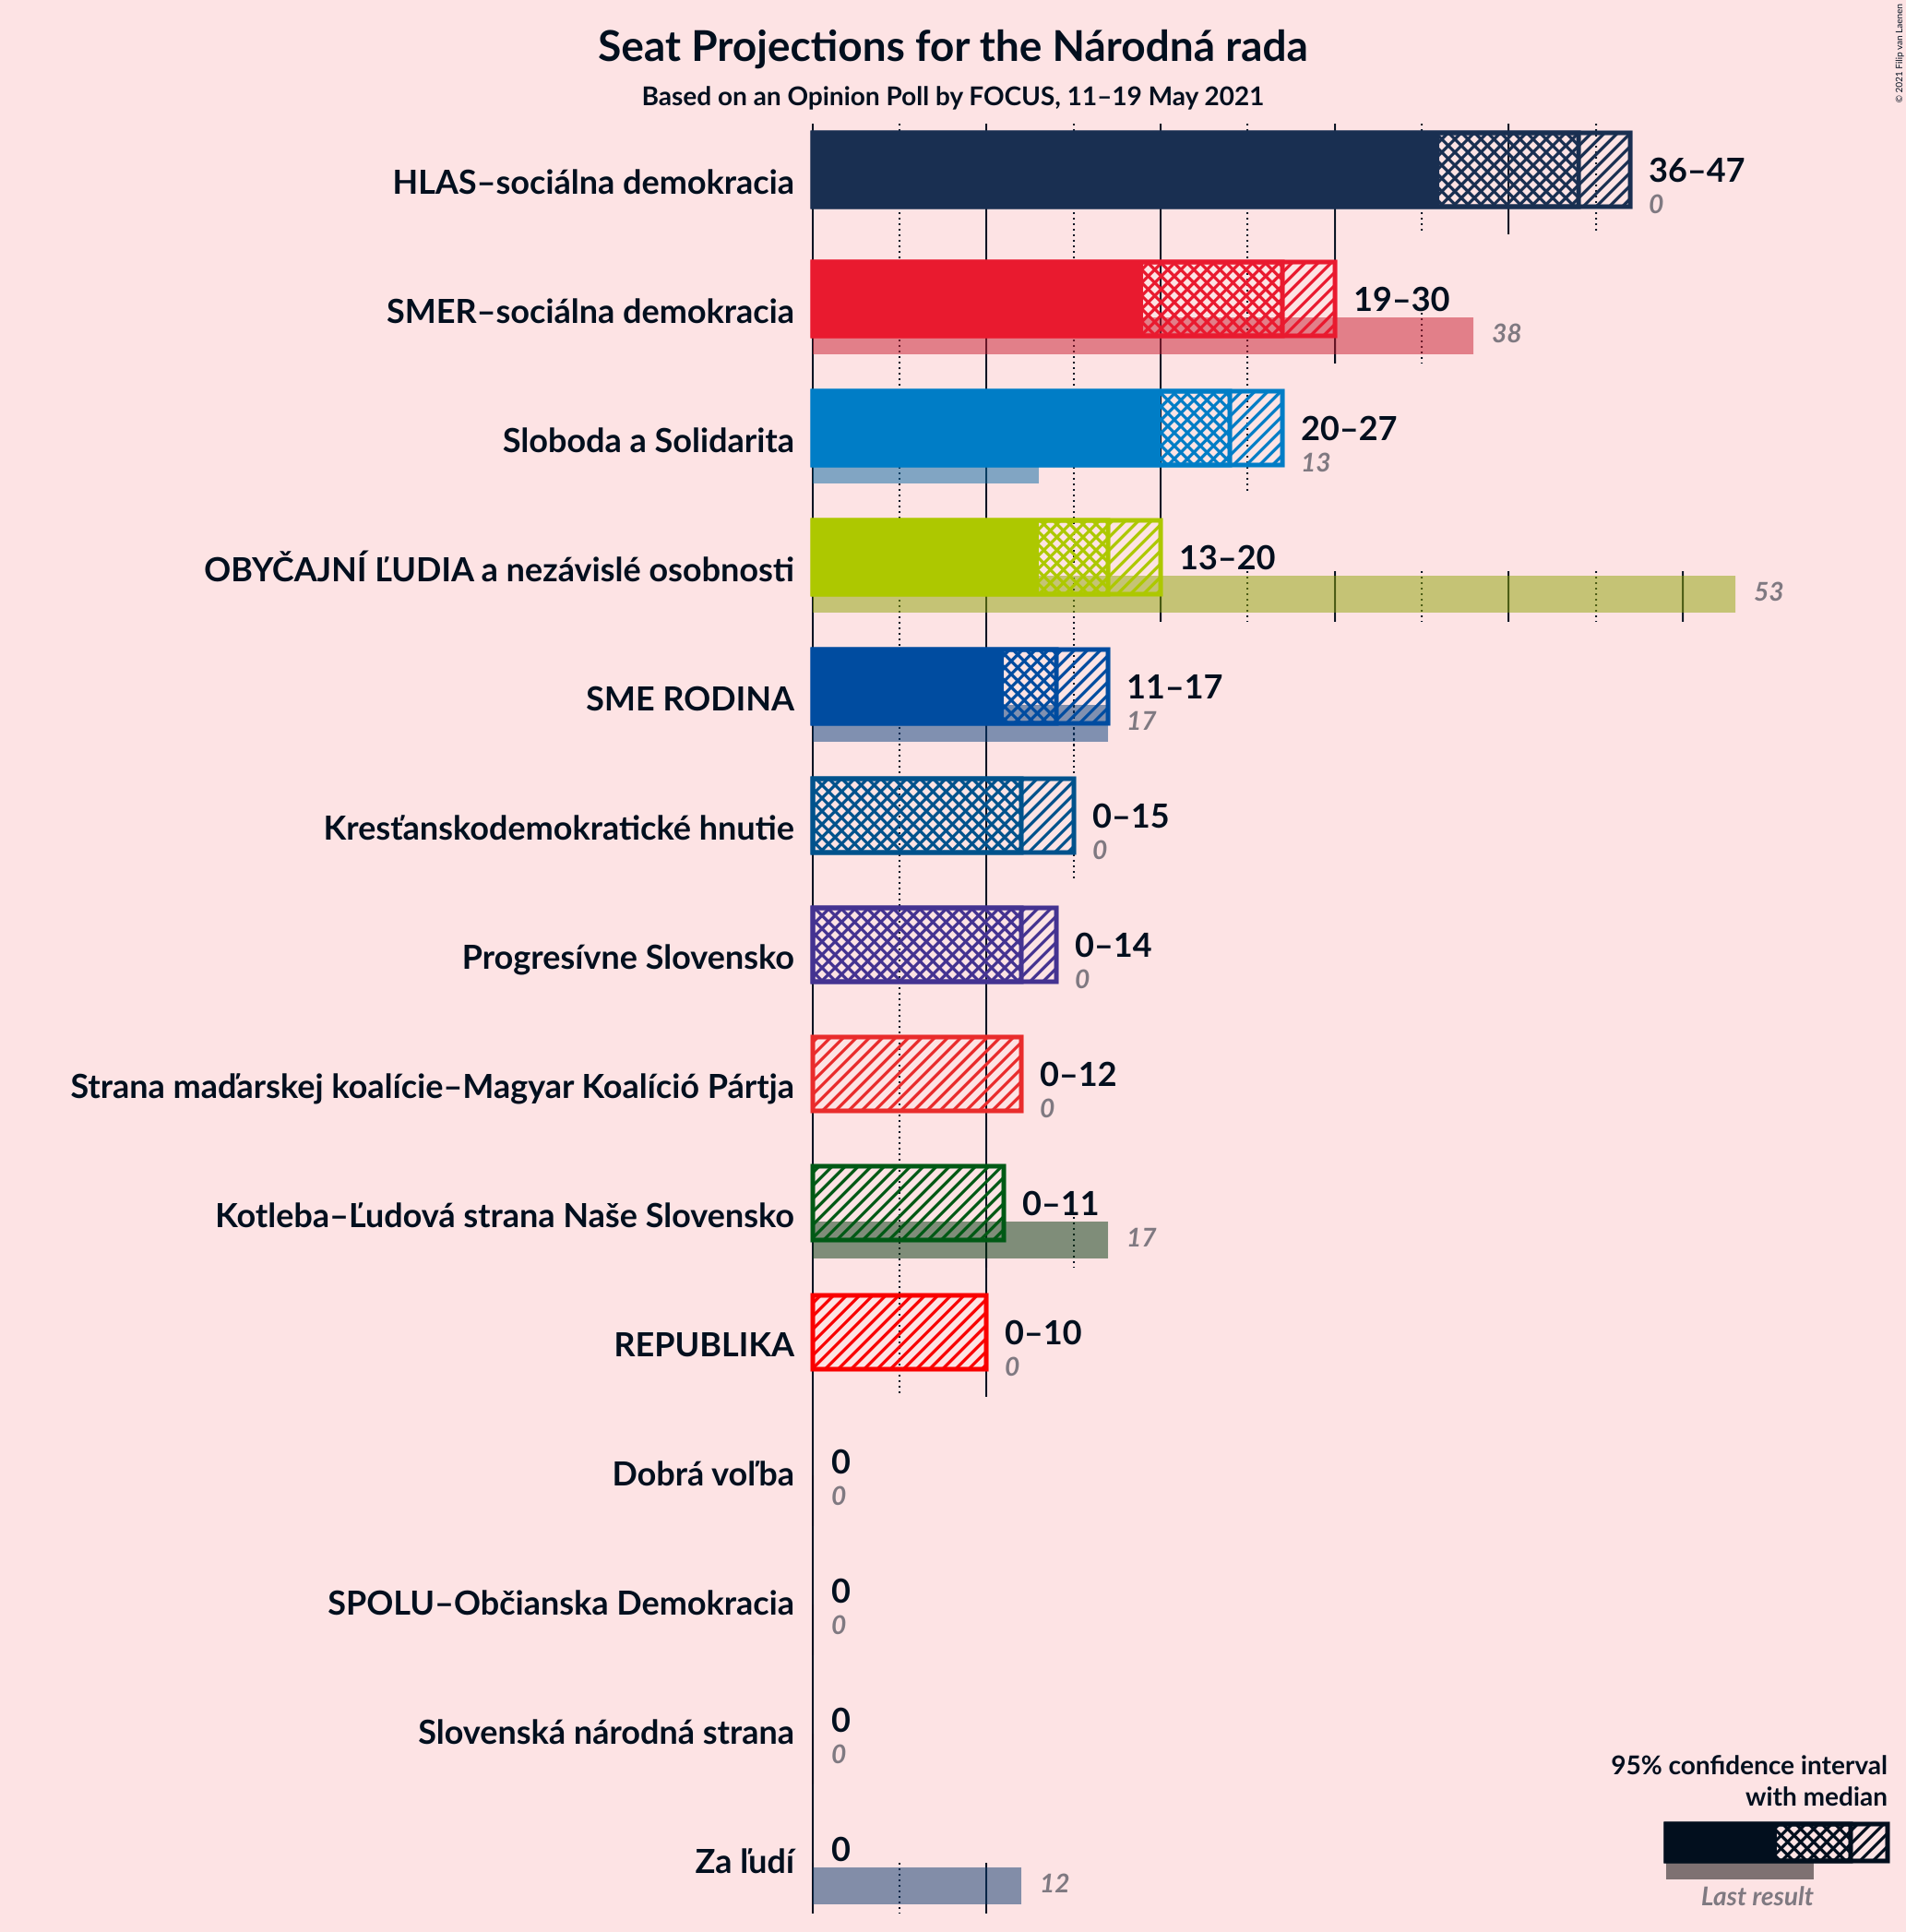 Seat Projections for the Národná rada
Based on an Opinion Poll by FOCUS, 11–19 May 2021
© 2021 Filip van Laenen
HLAS–sociálna demokracia
36–47
0
SMER–sociálna demokracia
19–30
38
Sloboda a Solidarita
20–27
13
OBYČAJNÍ ĽUDIA a nezávislé osobnosti
13–20
53
SME RODINA
11–17
17
Kresťanskodemokratické hnutie
0–15
0
Progresívne Slovensko
0–14
0
Strana maďarskej koalície–Magyar Koalíció Pártja
0–12
0
Kotleba–Ľudová strana Naše Slovensko
0–11
17
REPUBLIKA
0–10
0
Dobrá voľba
0
0
SPOLU–Občianska Demokracia
0
0
Slovenská národná strana
0
0
Za ľudí
0
12
95% confidence interval
with median
Last result